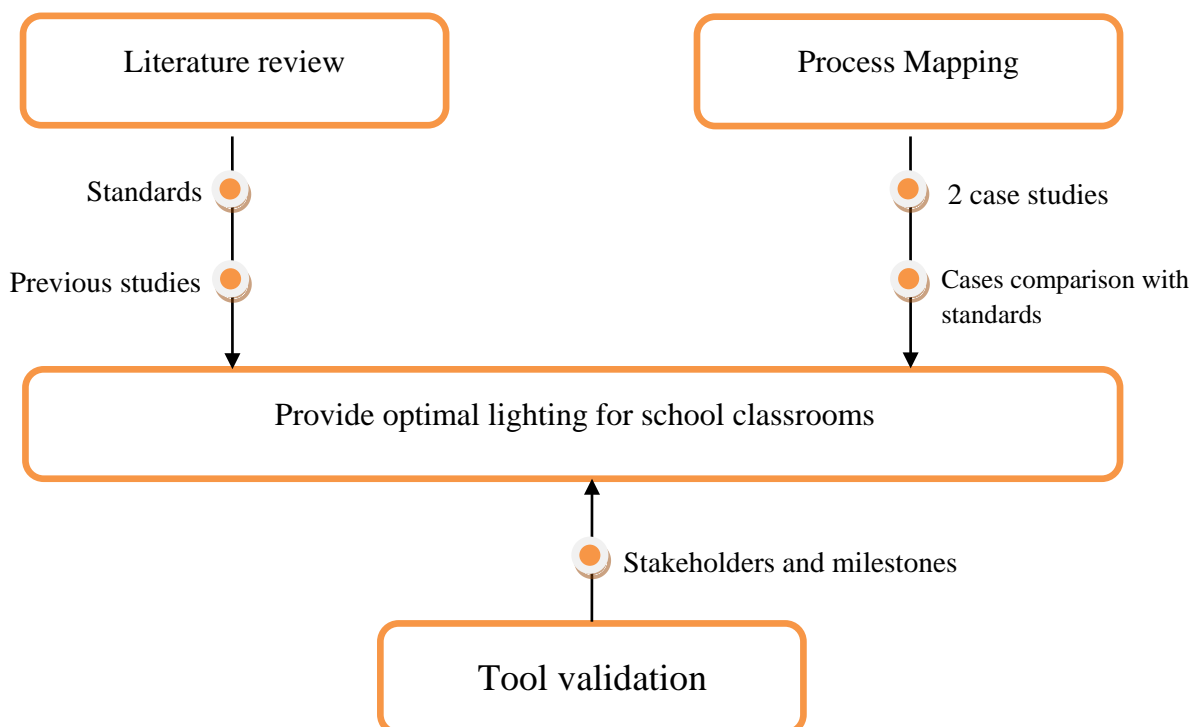 Literature review
Process Mapping
Standards
2 case studies
Previous studies
Cases comparison with
standards
Provide optimal lighting for school classrooms
Stakeholders and milestones
Tool validation